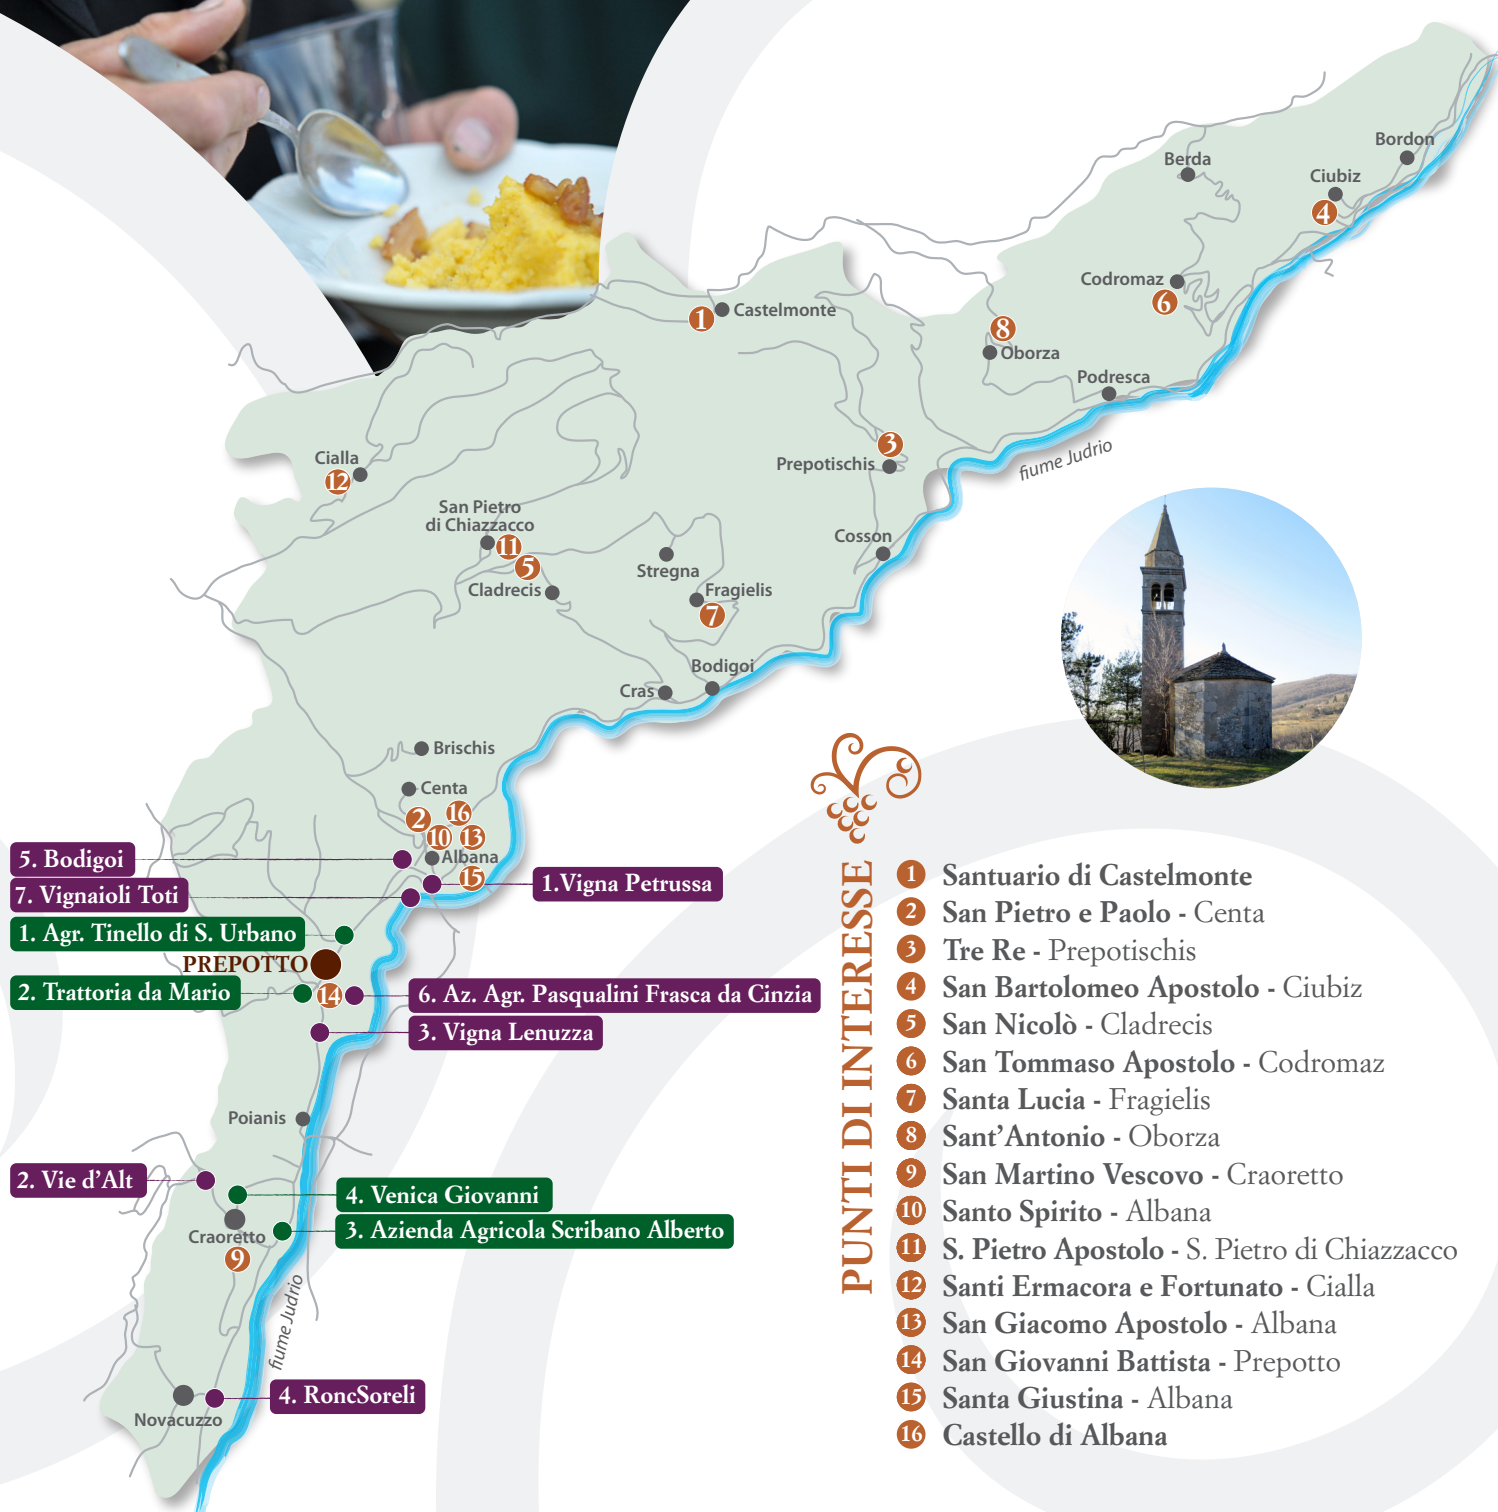 Bordon
Berda
Ciubiz
4
Codromaz
6
Castelmonte
1
8
Oborza
Podresca
fiume Judrio
3
Prepotischis
Cialla
12
San Pietro
di Chiazzacco
11
5
Cladrecis
Cosson
Stregna
Fragielis
7
Bodigoi
Cras
Brischis
Centa
2
16
10
13
Albana
15
5. Bodigoi
7. Vignaioli Toti
1.Vigna Petrussa
1. Agr. Tinello di S. Urbano
PREPOTTO
2. Trattoria da Mario
14
6. Az. Agr. Pasqualini Frasca da Cinzia
3. Vigna Lenuzza
Poianis
2. Vie d'Alt
4. Venica Giovanni
3. Azienda Agricola Scribano Alberto
Craoretto
9
fiume Judrio
4. RoncSoreli
Novacuzzo
PUNTI DI INTERESSE
1 Santuario di Castelmonte
2 San Pietro e Paolo - Centa
3 Tre Re - Prepotischis
4 San Bartolomeo Apostolo - Ciubiz
5 San Nicolò - Cladrecis
6 San Tommaso Apostolo - Codromaz
7 Santa Lucia - Fragielis
8 Sant'Antonio - Oborza
9 San Martino Vescovo - Craoretto
10 Santo Spirito - Albana
11 S. Pietro Apostolo - S. Pietro di Chiazzacco
12 Santi Ermacora e Fortunato - Cialla
13 San Giacomo Apostolo - Albana
14 San Giovanni Battista - Prepotto
15 Santa Giustina - Albana
16 Castello di Albana